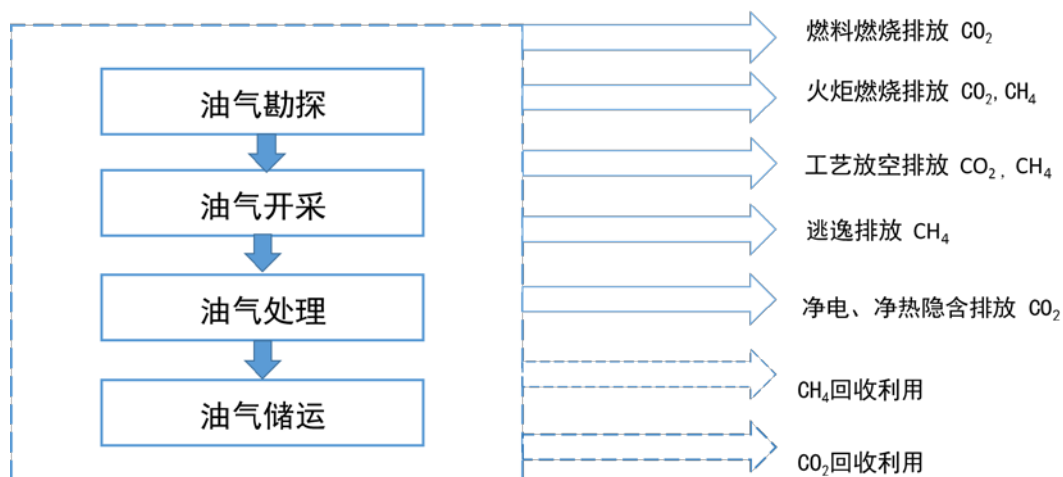 油气勘探
油气开采
油气处理
油气储运
燃料燃烧排放 CO₂
火炬燃烧排放 CO₂, CH₄
工艺放空排放 CO₂, CH₄
逃逸排放 CH₄
净电、净热隐含排放 CO₂
CH₄回收利用
CO₂回收利用